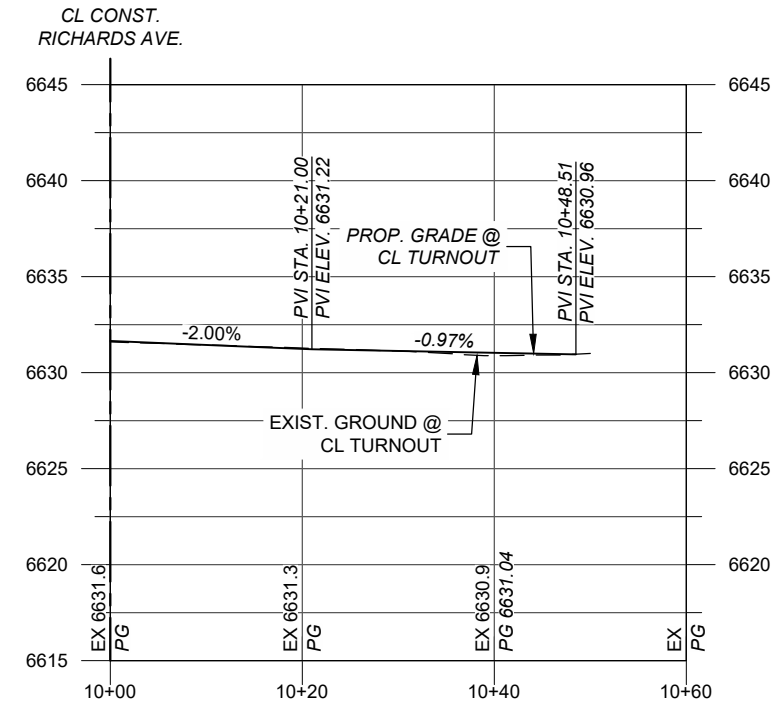 CL CONST.
RICHARDS AVE.
6645
6645
6640
6640
PVI STA. 10+21.00
PVI ELEV. 6631.22
PROP. GRADE @
CL TURNOUT
PVI STA. 10+48.51
PVI ELEV. 6630.96
6635
6635
-2.00%
-0.97%
6630
6630
EXIST. GROUND @
CL TURNOUT
6625
6625
6620
6620
EX 6631.6
PG
EX 6631.3
PG
EX 6630.9
PG 6631.04
EX
PG
6615
6615
10+00
10+20
10+40
10+60